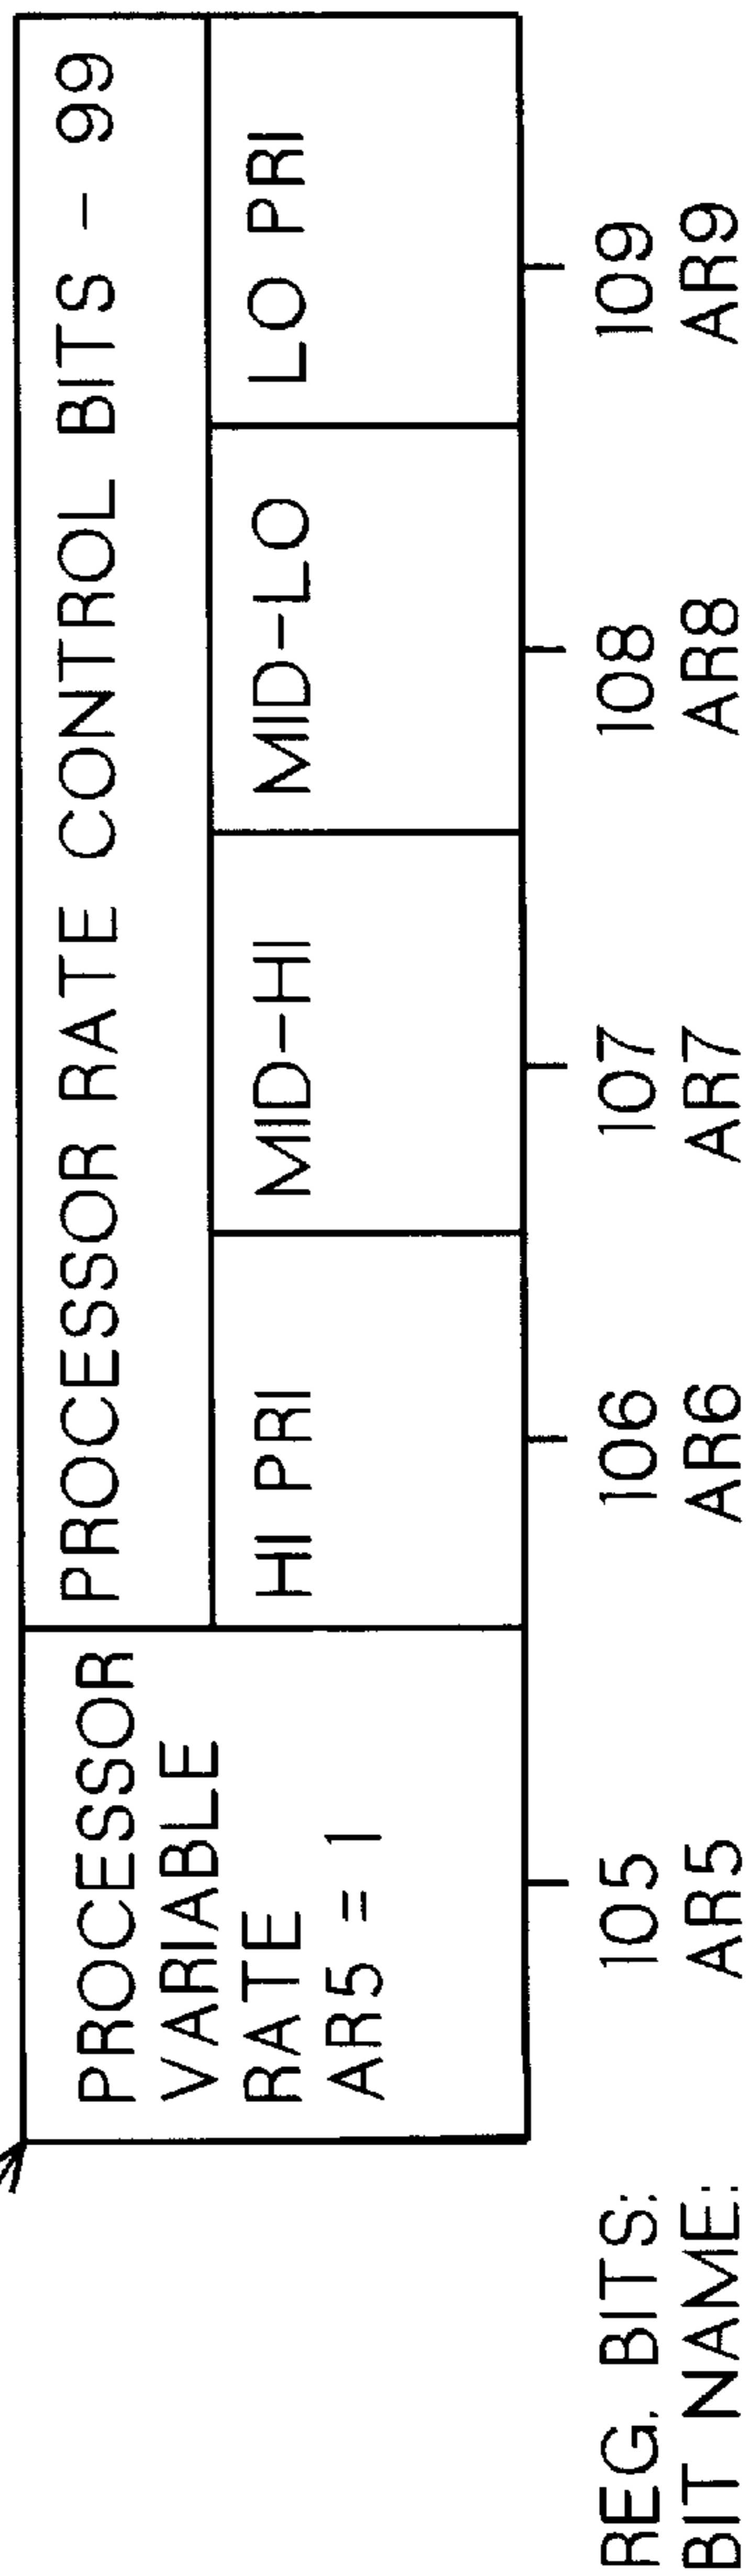 PROCESSOR
VARIABLE
RATE
AR5 = 1
PROCESSOR RATE CONTROL BITS - 99
HI PRI
MID-HI
MID-LO
LO PRI
REG. BITS: 105 106 107 108 109
BIT NAME: AR5 AR6 AR7 AR8 AR9